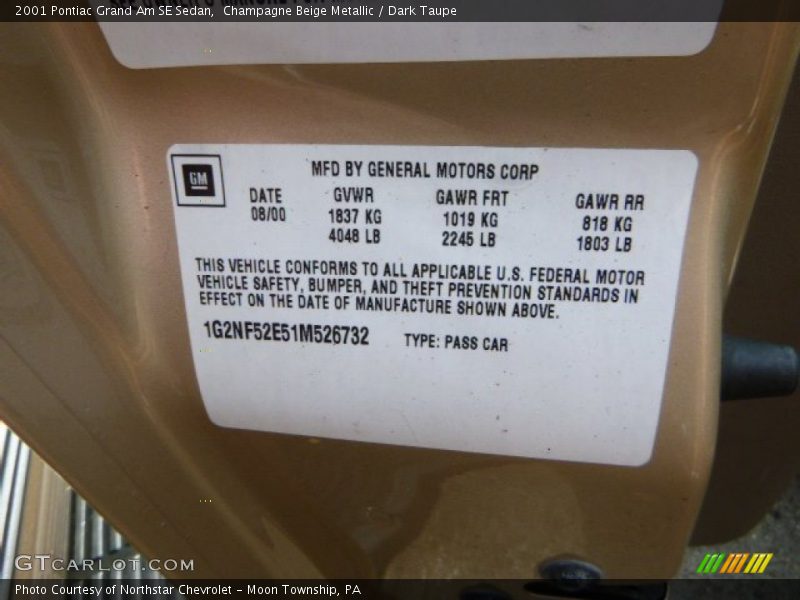 2001 Pontiac Grand Am SE Sedan, Champagne Beige Metallic / Dark Taupe
GM
MFD BY GENERAL MOTORS CORP
DATE GVWR GAWR FRT GAWR RR
08/00 1837 KG 1019 KG 818 KG
4048 LB 2245 LB 1803 LB
THIS VEHICLE CONFORMS TO ALL APPLICABLE U.S. FEDERAL MOTOR
VEHICLE SAFETY, BUMPER, AND THEFT PREVENTION STANDARDS IN
EFFECT ON THE DATE OF MANUFACTURE SHOWN ABOVE.
1G2NF52E51M526732 TYPE: PASS CAR
GTCARLOT.COM
Photo Courtesy of Northstar Chevrolet - Moon Township, PA